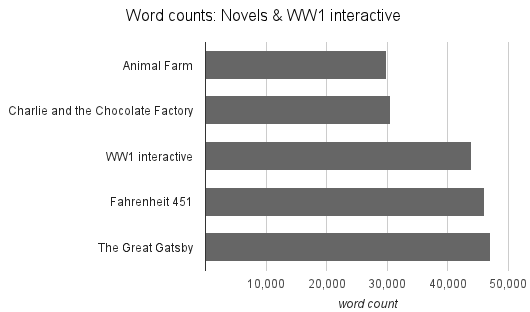 Word counts: Novels & WW1 interactive
Animal Farm
Charlie and the Chocolate Factory
WW1 interactive
Fahrenheit 451
The Great Gatsby
10,000 20,000 30,000 40,000 50,000
word count